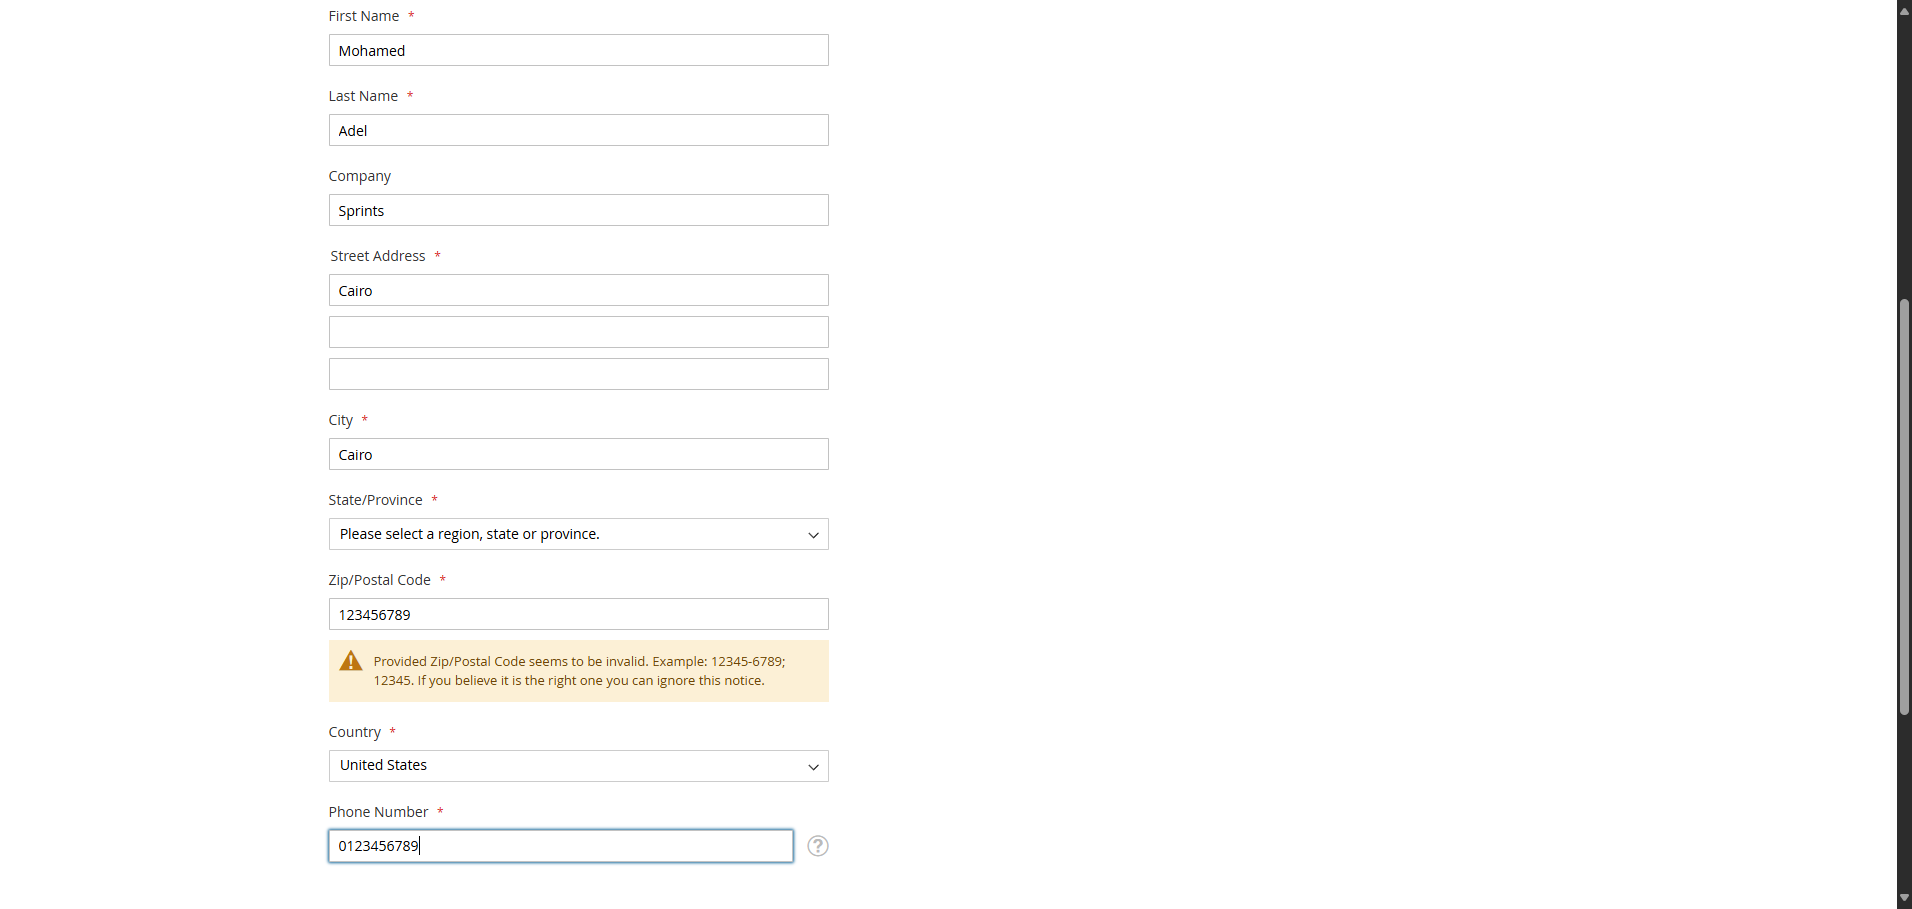 First Name *
Mohamed
Last Name *
Adel
Company
Sprints
Street Address *
Cairo
City *
Cairo
State/Province *
Please select a region, state or province.
Zip/Postal Code *
123456789
Provided Zip/Postal Code seems to be invalid. Example: 12345-6789;
12345. If you believe it is the right one you can ignore this notice.
Country *
United States
Phone Number *
0123456789
?